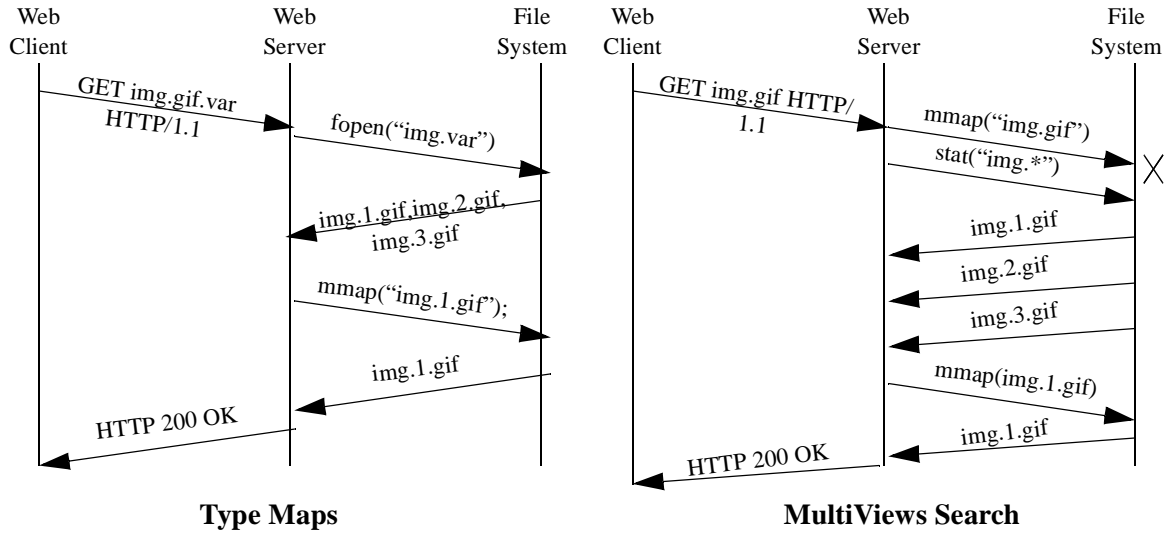 Web
Client
Web
Server
File
System
GET img.gif.var
HTTP/1.1
fopen(“img.var”)
img.1.gif,img.2.gif,
img.3.gif
mmap(“img.1.gif”);
img.1.gif
HTTP 200 OK
Type Maps
Web
Client
Web
Server
File
System
GET img.gif HTTP/
1.1
mmap(“img.gif”)
stat(“img.*”)
img.1.gif
img.2.gif
img.3.gif
mmap(img.1.gif)
img.1.gif
HTTP 200 OK
MultiViews Search